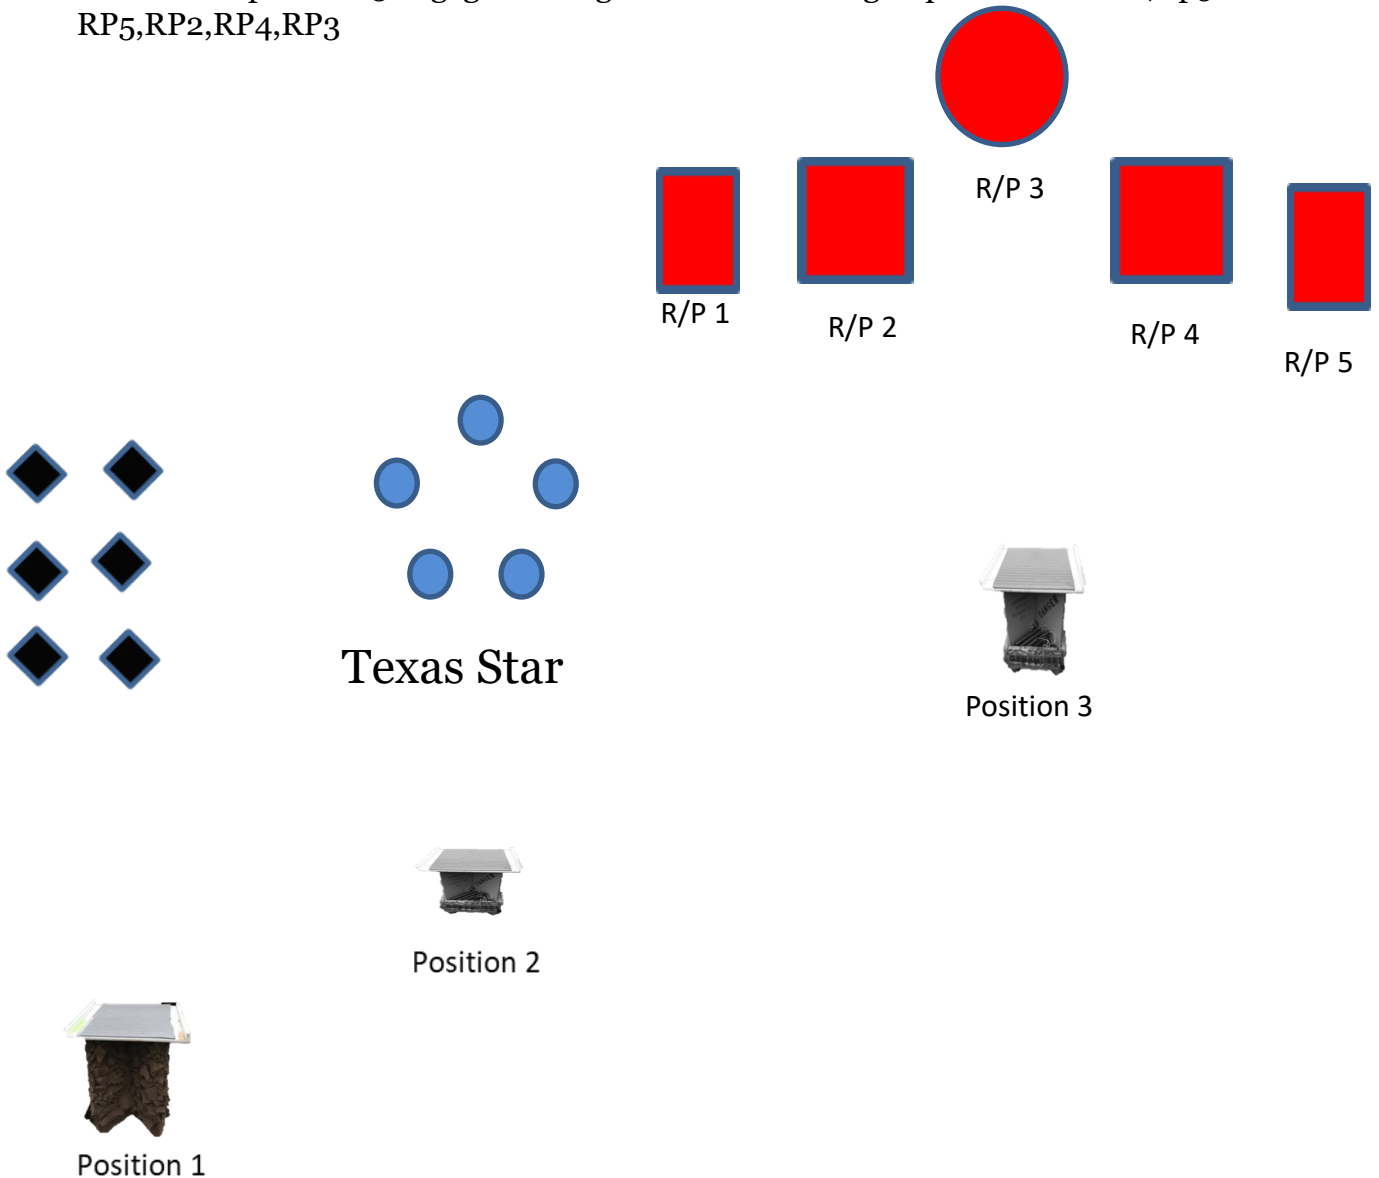 RP5,RP2,RP4,RP3
R/P 3
R/P 1
R/P 2
R/P 4
R/P 5
Texas Star
Position 3
Position 2
Position 1